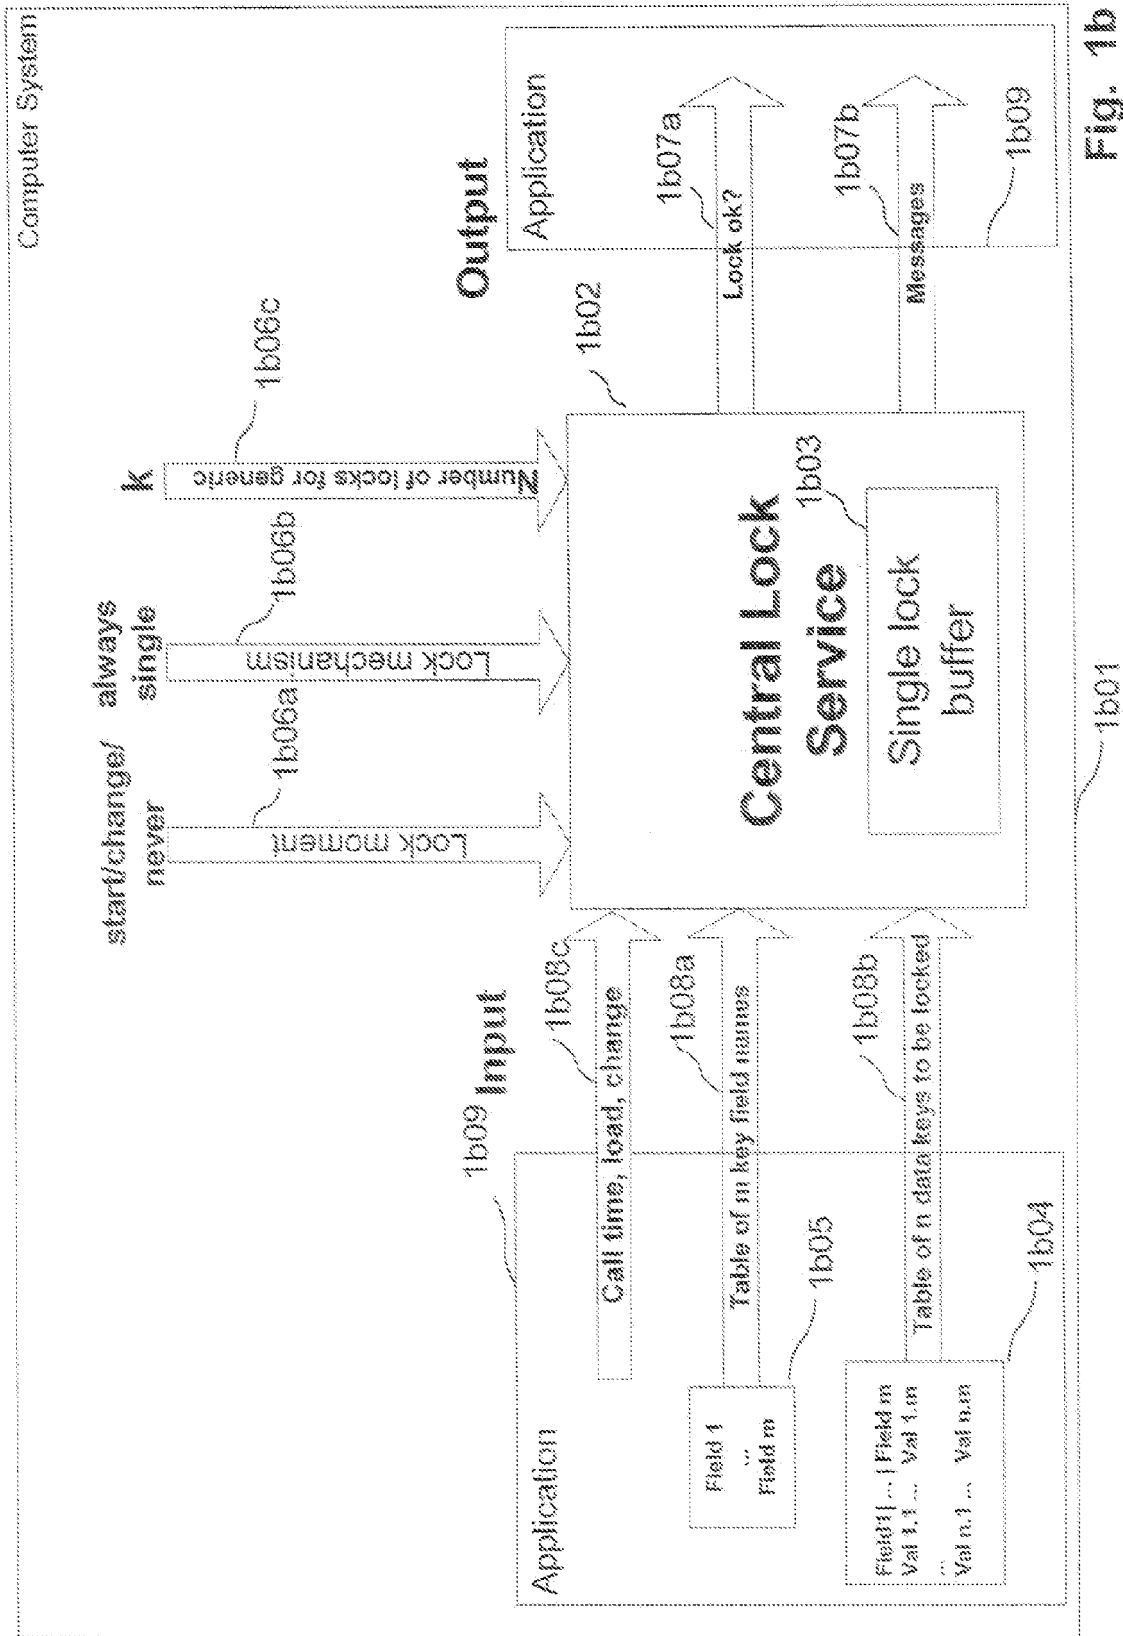 Computer System
start/change/
never
always
single
k
1b06a
1b06b
1b06c
Lock moment
Lock mechanism
Number of locks for generic
1b09
Input
Output
Application
Call time, load, change
1b08c
Table of m key field names
1b08a
Table of n data keys to be locked
1b08b
Field 1
...
Field m
1b05
Field1| ... | Field m
Val 1.1 ... Val 1.m
...
Val n.1 ... Val n.m
1b04
1b02
Central Lock
Service
1b03
Single lock
buffer
Application
Lock ok?
1b07a
Messages
1b07b
1b09
1b01
Fig. 1b